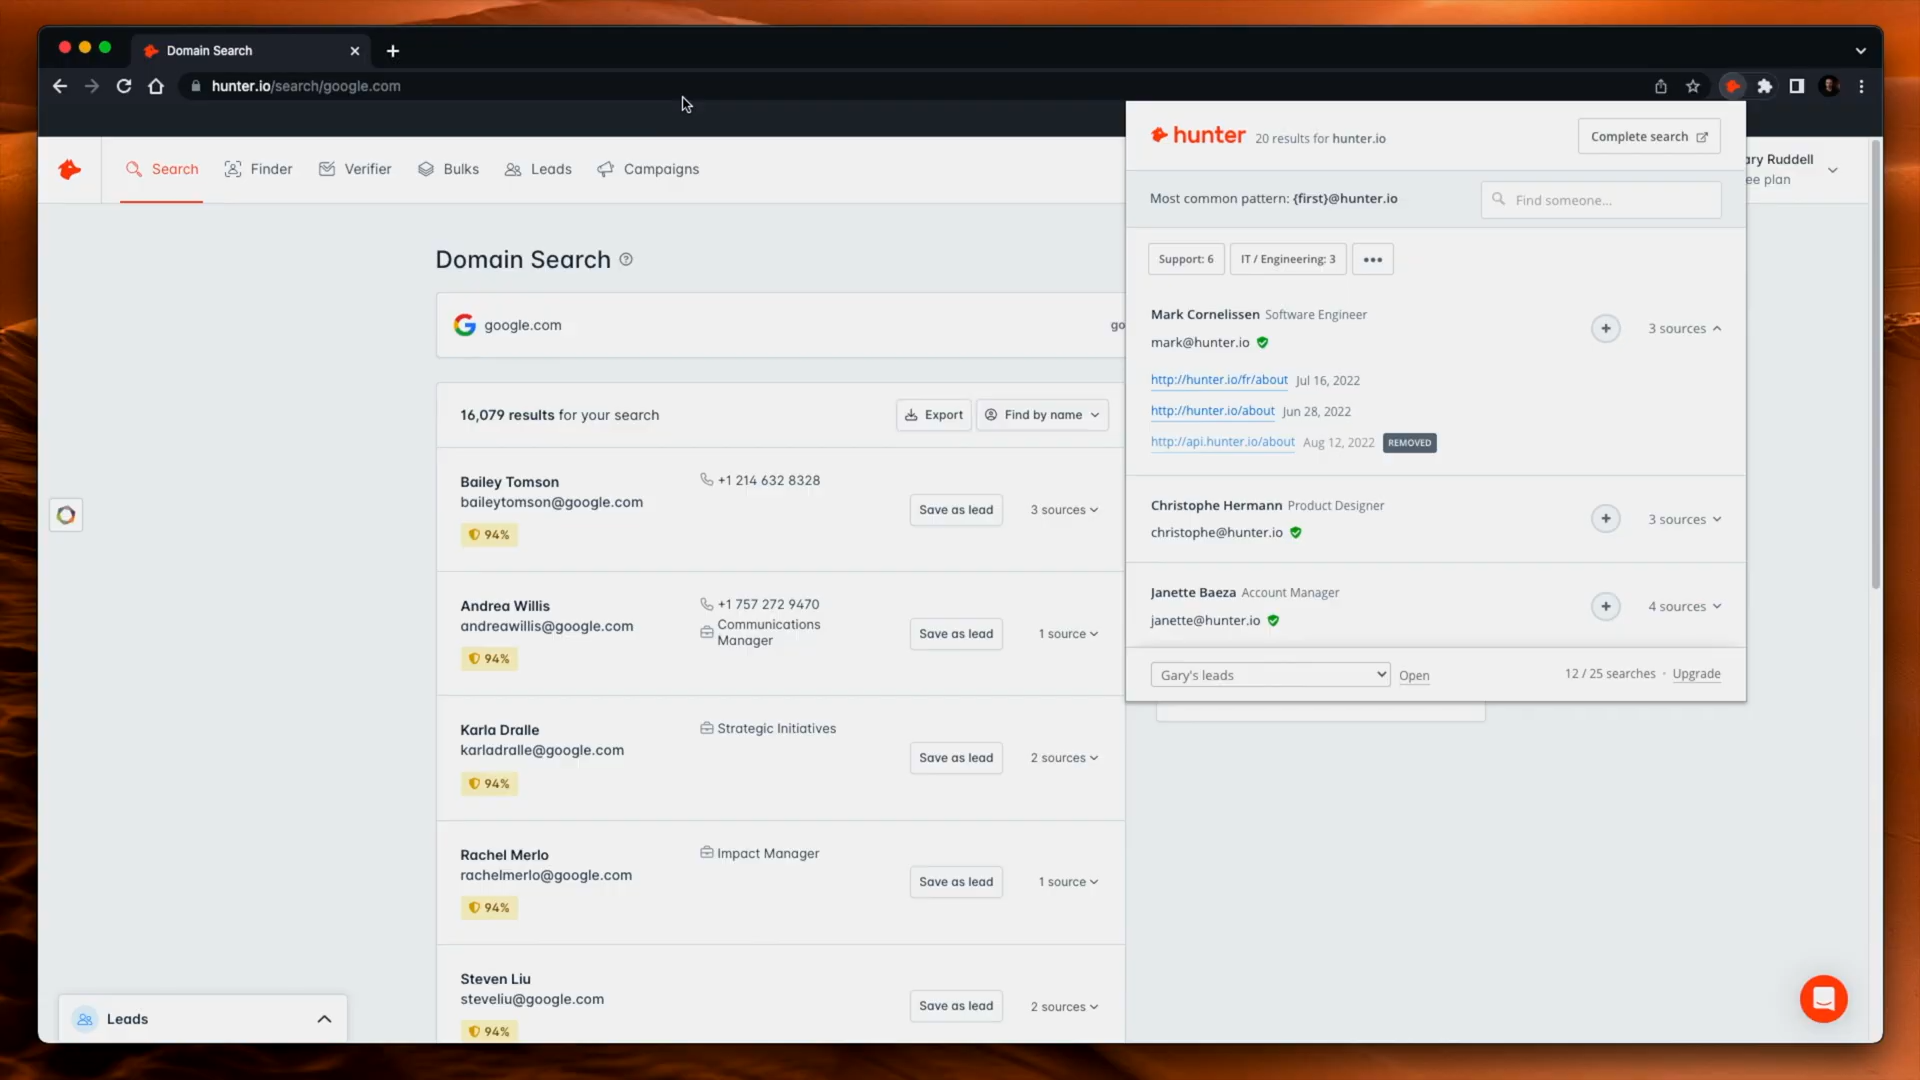 Domain Search
hunter.io/search/google.com
Search
Finder
Verifier
Bulks
Leads
Campaigns
ary Ruddell
ee plan
Domain Search
google.com
go
16,079 results for your search
Export
Find by name
Bailey Tomson
baileytomson@google.com
94%
+1 214 632 8328
Save as lead
3 sources
Andrea Willis
andreawillis@google.com
94%
+1 757 272 9470
Communications
Manager
Save as lead
1 source
Karla Dralle
karladralle@google.com
94%
Strategic Initiatives
Save as lead
2 sources
Rachel Merlo
rachelmerlo@google.com
94%
Impact Manager
Save as lead
1 source
Steven Liu
steveliu@google.com
94%
Save as lead
2 sources
Leads
hunter
20 results for hunter.io
Complete search
Most common pattern: {first}@hunter.io
Find someone...
Support: 6
IT / Engineering: 3
Mark Cornelissen Software Engineer
mark@hunter.io
3 sources
http://hunter.io/fr/about Jul 16, 2022
http://hunter.io/about Jun 28, 2022
http://api.hunter.io/about Aug 12, 2022 REMOVED
Christophe Hermann Product Designer
christophe@hunter.io
3 sources
Janette Baeza Account Manager
janette@hunter.io
4 sources
Gary's leads
Open
12 / 25 searches · Upgrade